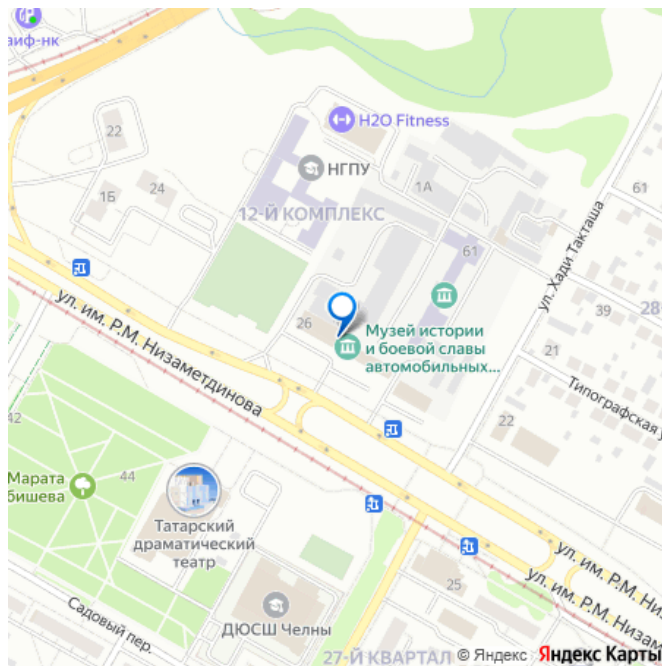 аиф-нк
H2O Fitness
22
НГПУ
1А
24
1Б
61
12-Й КОМПЛЕКС
ул. Хади Такташа
61
28
39
26
Музей истории
и боевой славы
автомобильных...
21
ул. им. Р.М. Низаметдинова
Типографская у
42
22
44
Марата
бишева
Татарский
драматический
театр
ул. им. Р.М. Низ
ул. им. Р.М. Низам
25
Садовый пер.
ДЮСШ Челны
27-Й КВАРТАЛ
© Яндекс Яндекс Карты